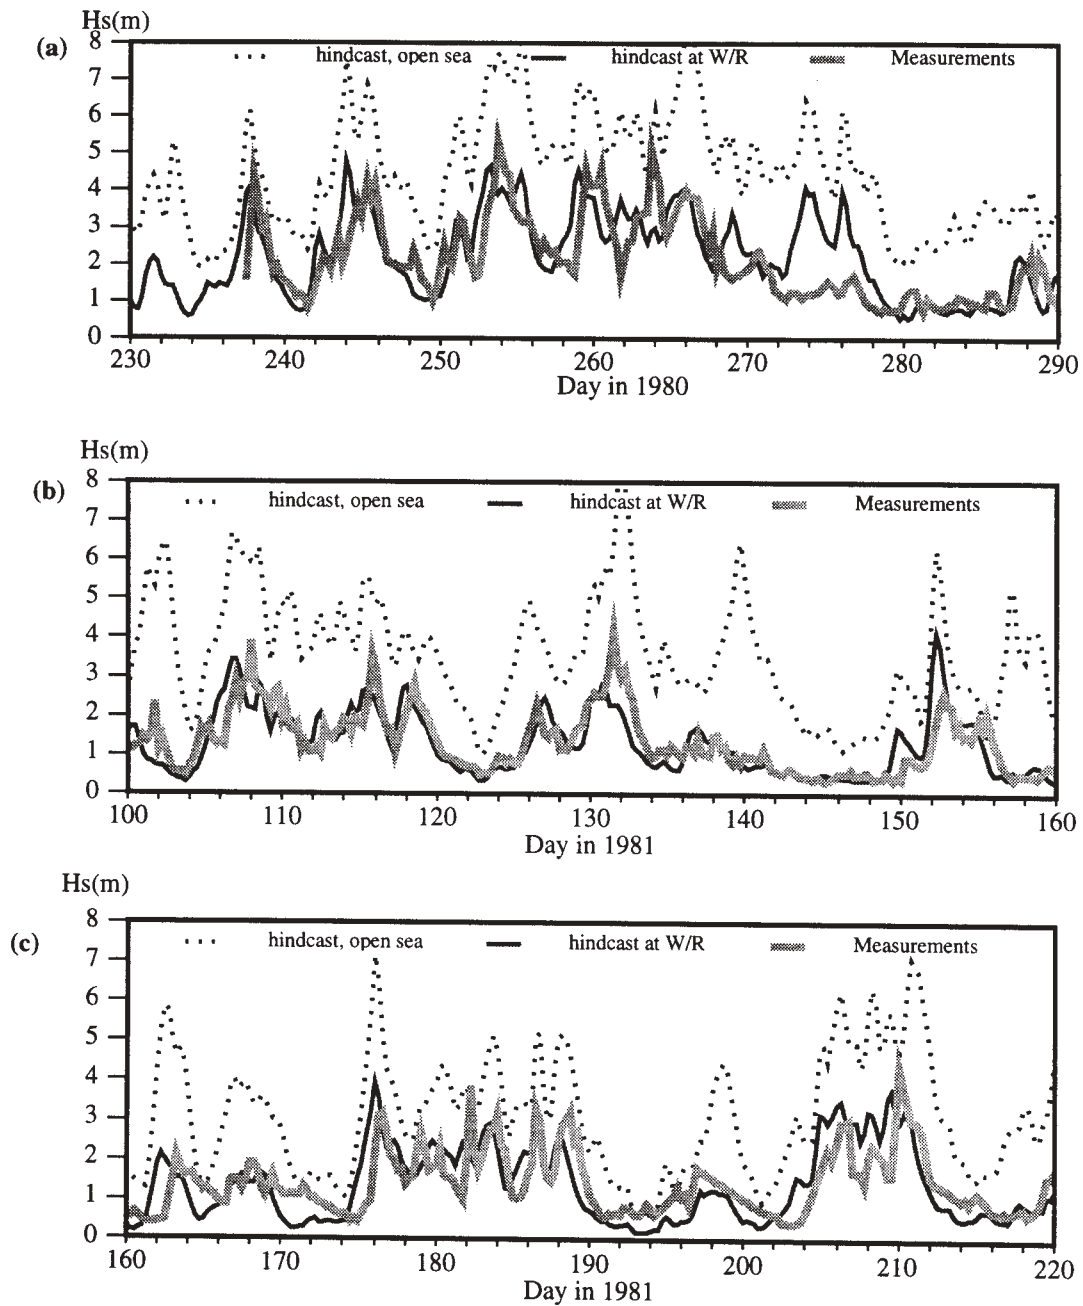 Hs(m)
(a)
hindcast, open sea hindcast at W/R Measurements
8
7
6
5
4
3
2
1
0
230 240 250 260 270 280 290
Day in 1980
Hs(m)
(b)
hindcast, open sea hindcast at W/R Measurements
8
7
6
5
4
3
2
1
0
100 110 120 130 140 150 160
Day in 1981
Hs(m)
(c)
hindcast, open sea hindcast at W/R Measurements
8
7
6
5
4
3
2
1
0
160 170 180 190 200 210 220
Day in 1981